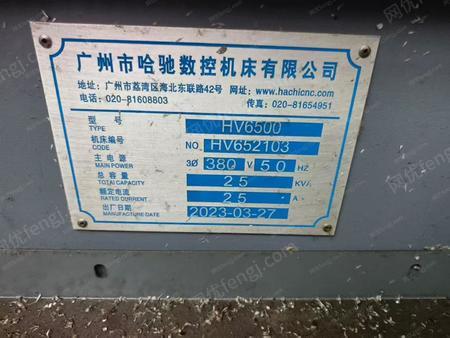 广州市哈驰数控机床有限公司
地址:广州市荔湾区海北东联路42号 网址:www.hachicnc.com
电话:020-81608803 传真:020-81654951
型号 HV6500
TYPE
机床编号 NO HV652103
CODE
主电源 3Ø 380 V 50 HZ
MAIN POWER
总容量 25 KVA
TOTAI CAPACITY
额定电流 25 A
RATED CURRENT
出厂日期 2023-03-27
MANUFACTURE DATE